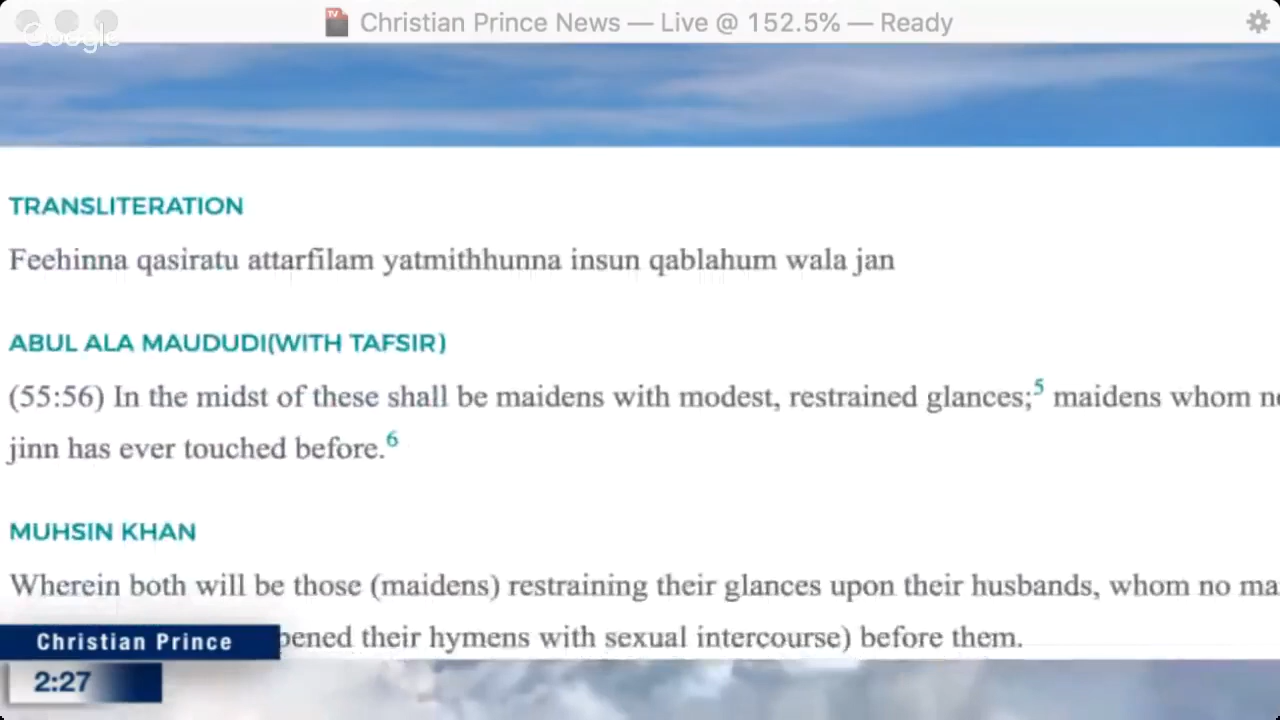 Christian Prince News — Live @ 152.5% — Ready
Google
TRANSLITERATION
Feehinna qasiratu attarfilam yatmithhunna insun qablahum wala jan
ABUL ALA MAUDUDI(WITH TAFSIR)
(55:56) In the midst of these shall be maidens with modest, restrained glances;5 maidens whom
jinn has ever touched before.6
MUHSIN KHAN
Wherein both will be those (maidens) restraining their glances upon their husbands, whom no
their hymens with sexual intercourse) before them.
Christian Prince
2:27